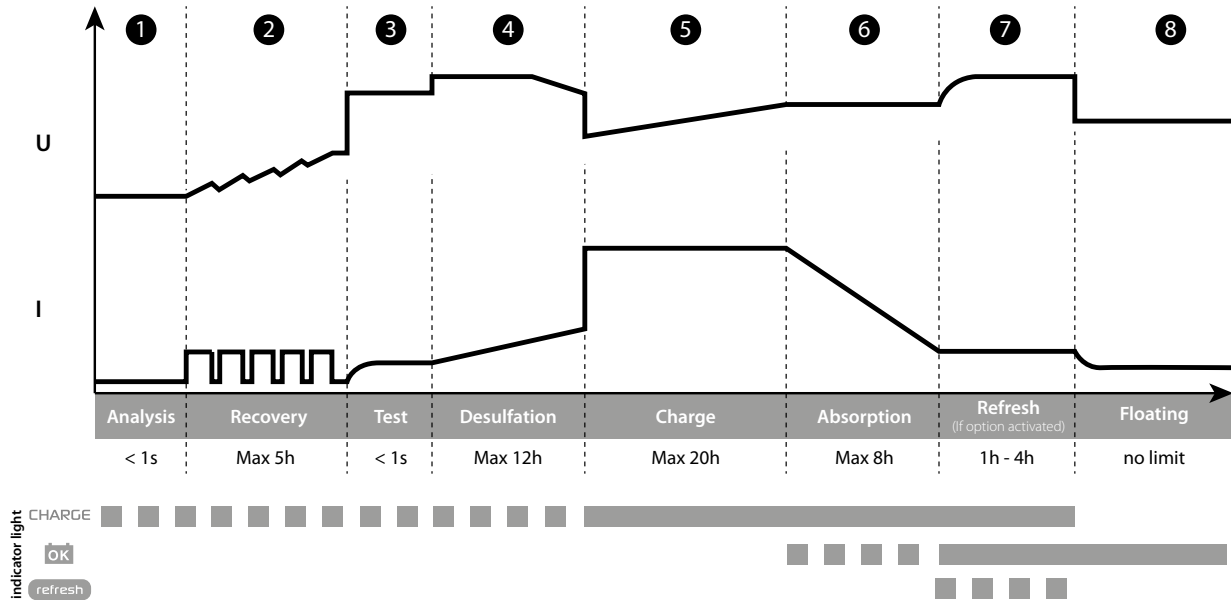 1 2 3 4 5 6 7 8
U
I
Analysis Recovery Test Desulfation Charge Absorption Refresh Floating
(If option activated)
< 1s Max 5h < 1s Max 12h Max 20h Max 8h 1h - 4h no limit
indicator light
CHARGE
OK
refresh